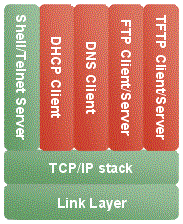 Shell/Telnet Server
DHCP Client
DNS Client
FTP Client/Server
TFTP Client/Server
TCP/IP stack
Link Layer